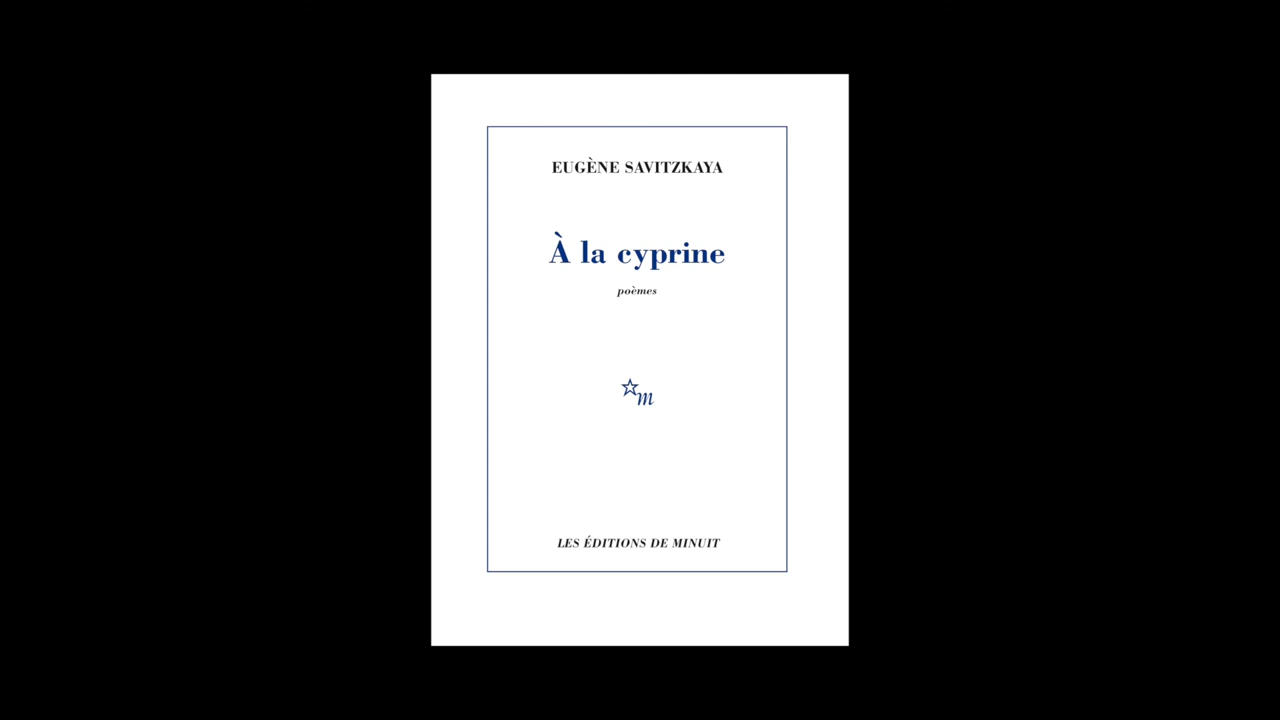 EUGÈNE SAVITZKAYA
À la cyprine
poèmes
m
LES ÉDITIONS DE MINUIT